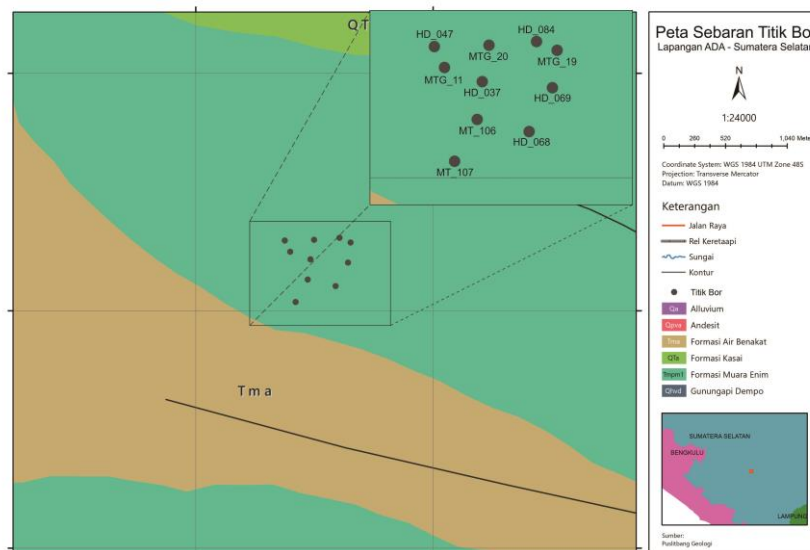 QT
HD_047
MTG_20
HD_084
MTG_19
MTG_11
HD_037
HD_069
MT_106
HD_068
MT_107
Tma
Peta Sebaran Titik Bo
Lapangan ADA - Sumatera Selatan
N
1:24000
0 260 520 1,040 Mete
Coordinate System: WGS 1984 UTM Zone 48S
Projection: Transverse Mercator
Datum: WGS 1984
Keterangan
Jalan Raya
Rel Keretaapi
Sungai
Kontur
Titik Bor
Qa Alluvium
Qpva Andesit
Tma Formasi Air Benakat
QTa Formasi Kasai
Tmpm1 Formasi Muara Enim
Qhvd Gunungapi Dempo
SUMATERA SELATAN
BENGKULU
LAMPUNG
Sumber:
Puslitbang Geologi